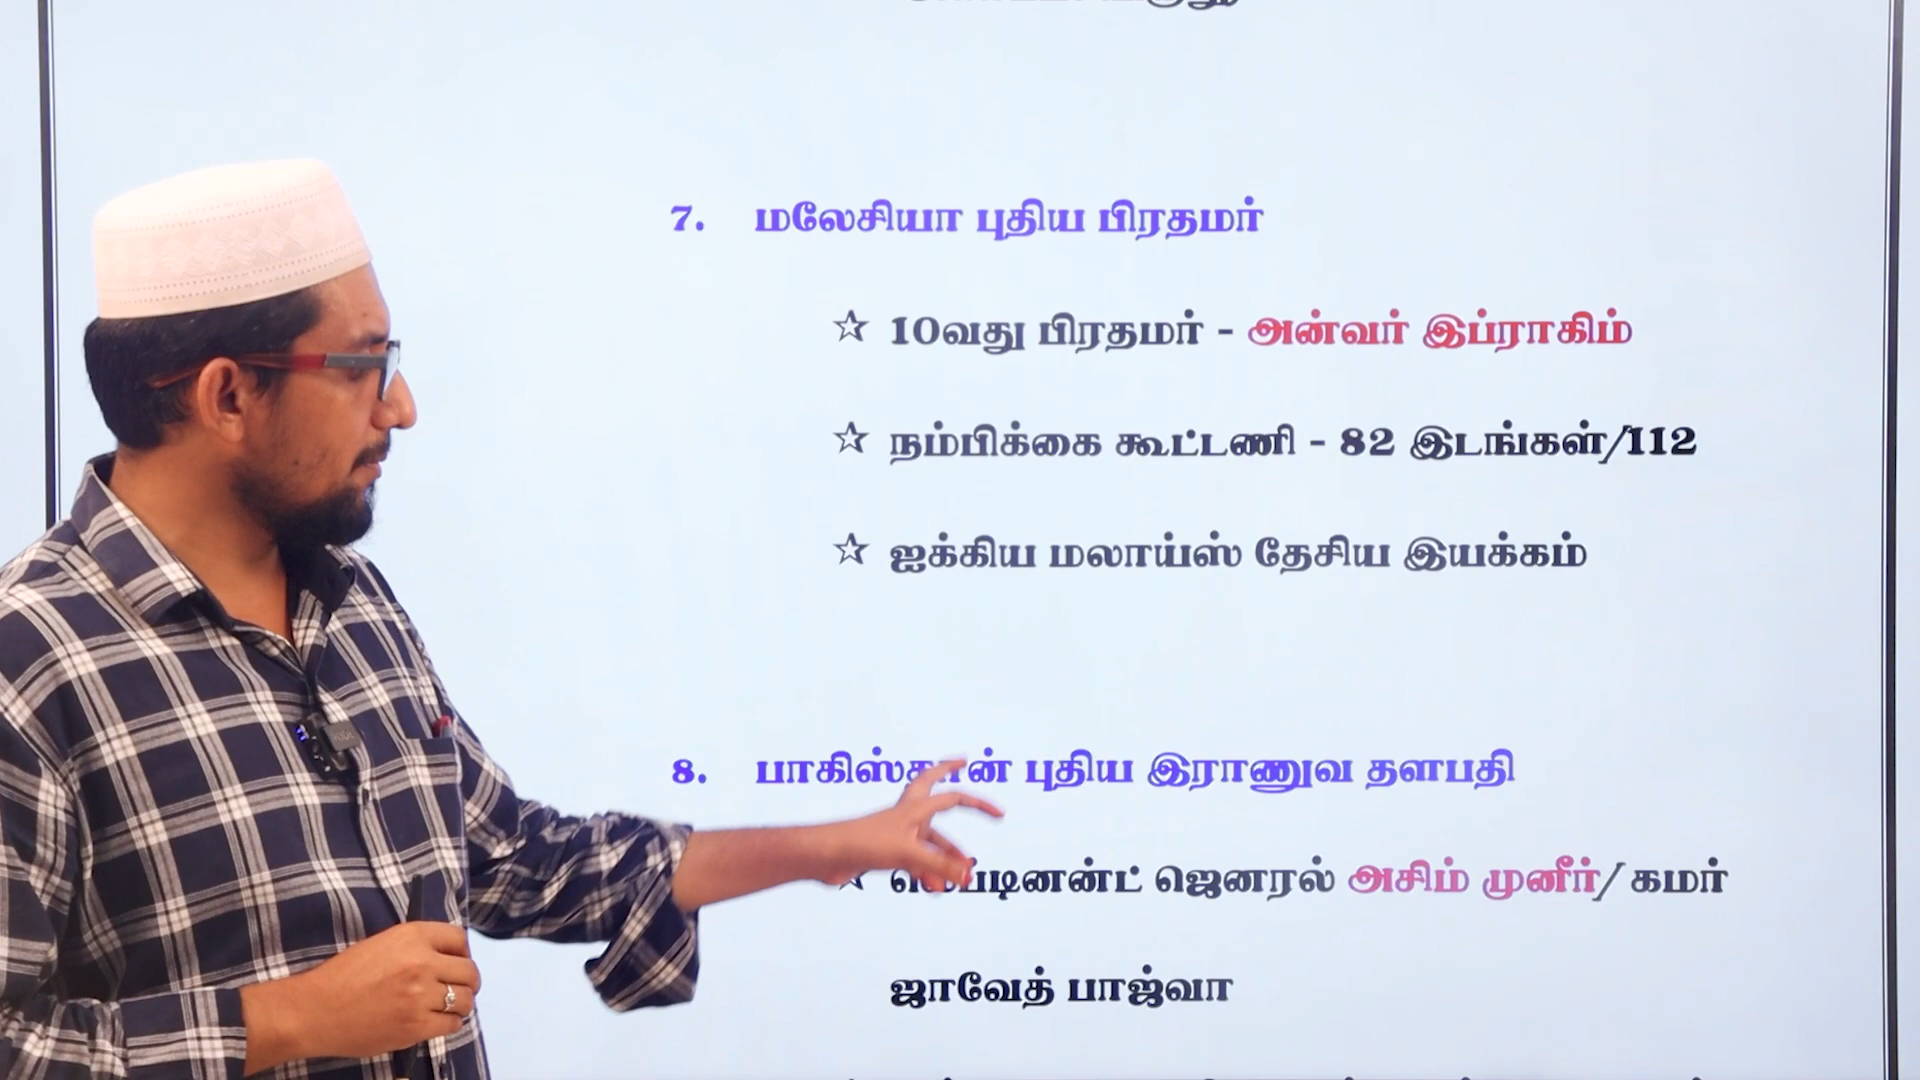 7. மலேசியா புதிய பிரதமர்
☆ 10வது பிரதமர் - அன்வர் இப்ராகிம்
☆ நம்பிக்கை கூட்டணி - 82 இடங்கள்/112
☆ ஐக்கிய மலாய்ஸ் தேசிய இயக்கம்
8. பாகிஸ்தான் புதிய இராணுவ தளபதி
☆ லெப்டினன்ட் ஜெனரல் அசிம் முனீர்/ கமர்
ஜாவேத் பாஜ்வா